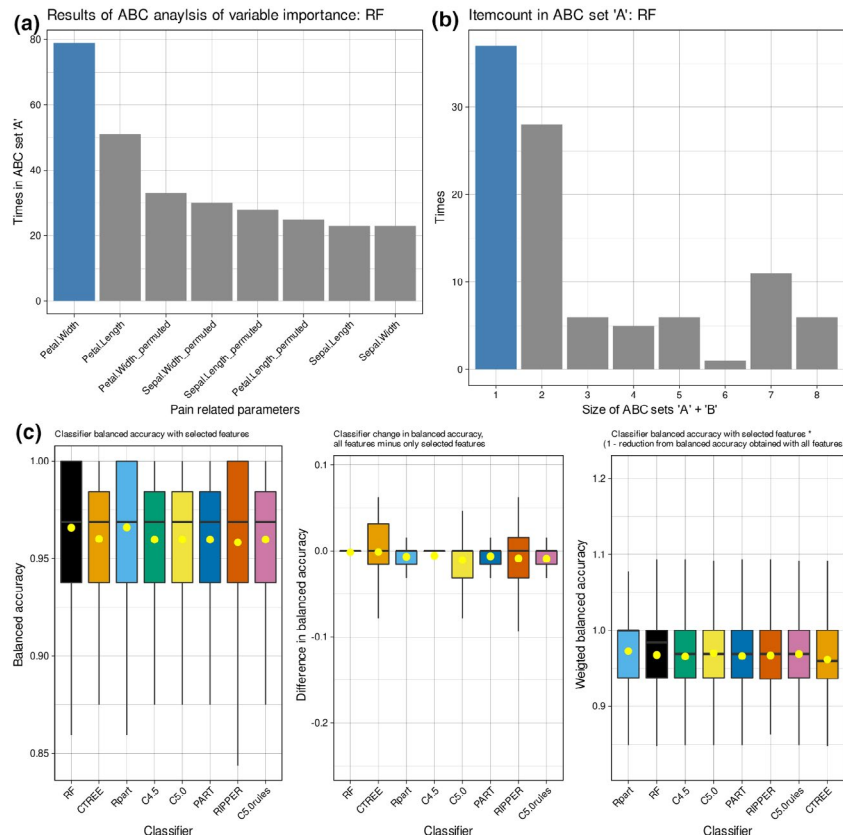 (a) Results of ABC anaylsis of variable importance: RF
Times in ABC set 'A'
80
60
40
20
0
Petal.Width
Petal.Length
Petal.Width_permuted
Sepal.Width_permuted
Sepal.Length_permuted
Petal.Length_permuted
Sepal.Length
Sepal.Width
Pain related parameters
(b) Itemcount in ABC set 'A': RF
Times
30
20
10
0
1 2 3 4 5 6 7 8
Size of ABC sets 'A' + 'B'
(c) Classifier balanced accuracy with selected features
Balanced accuracy
1.00
0.95
0.90
0.85
RF
CTREE
Rpart
C4.5
C5.0
PART
RIPPER
C5.0rules
Classifier
Classifier change in balanced accuracy,
all features minus only selected features
Difference in balanced accuracy
0.1
0.0
-0.1
-0.2
RF
CTREE
Rpart
C4.5
C5.0
PART
RIPPER
C5.0rules
Classifier
Classifier balanced accuracy with selected features *
(1 - reduction from balanced accuracy obtained with all features
Weigted balanced accuracy
1.2
1.1
1.0
0.9
Rpart
RF
C4.5
C5.0
PART
RIPPER
C5.0rules
CTREE
Classifier